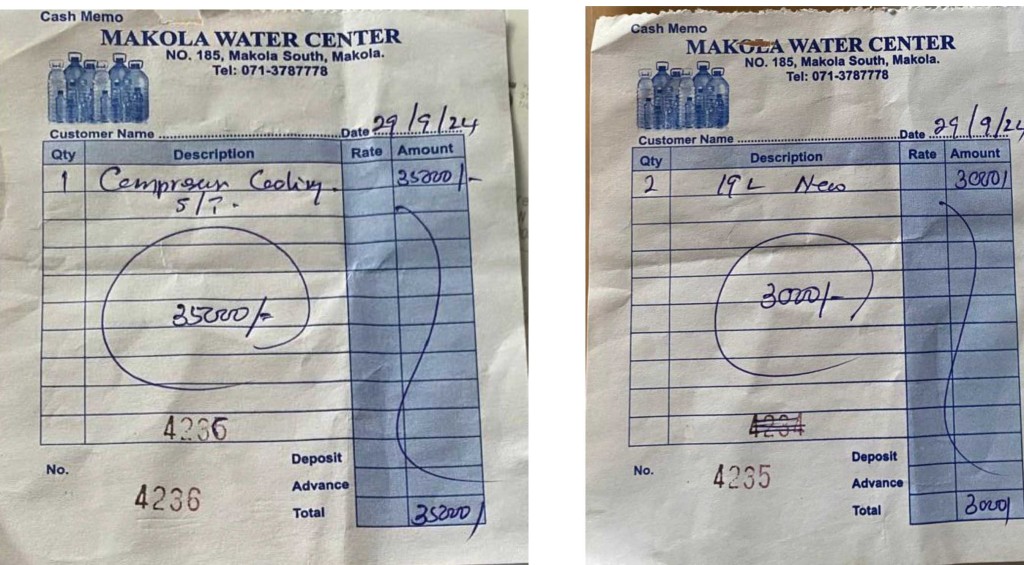 Cash Memo
MAKOLA WATER CENTER
NO. 185, Makola South, Makola.
Tel: 071-3787778
Customer Name ............ Date 29/9/24
Qty Description Rate Amount
1 Compresur Cooling. 35000/-
S/T.
35000/-
4236
No. 4236
Deposit
Advance
Total 35000/
Cash Memo
MAKOLA WATER CENTER
NO. 185, Makola South, Makola.
Tel: 071-3787778
Customer Name ............ Date 29/9/24
Qty Description Rate Amount
2 19L New 3000/
3000/-
4234
No. 4235
Deposit
Advance
Total 3000/